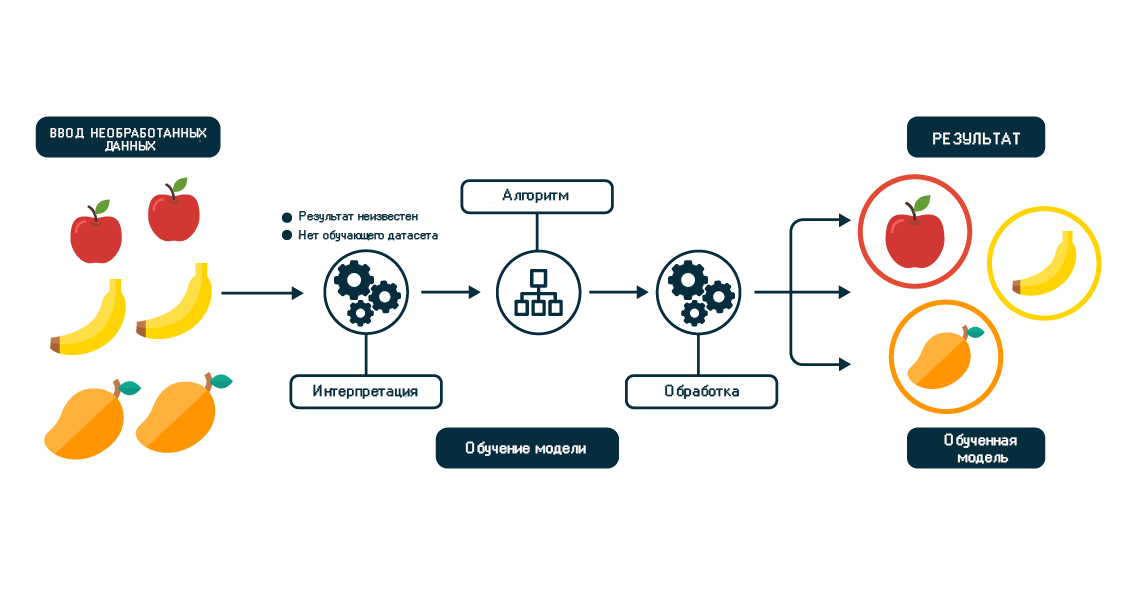 ВВОД НЕОБРАБОТАННЫХ
ДАННЫХ
Результат неизвестен
Нет обучающего датасета
Интерпретация
Алгоритм
Обработка
Обучение модели
РЕЗУЛЬТАТ
Обученная
модель